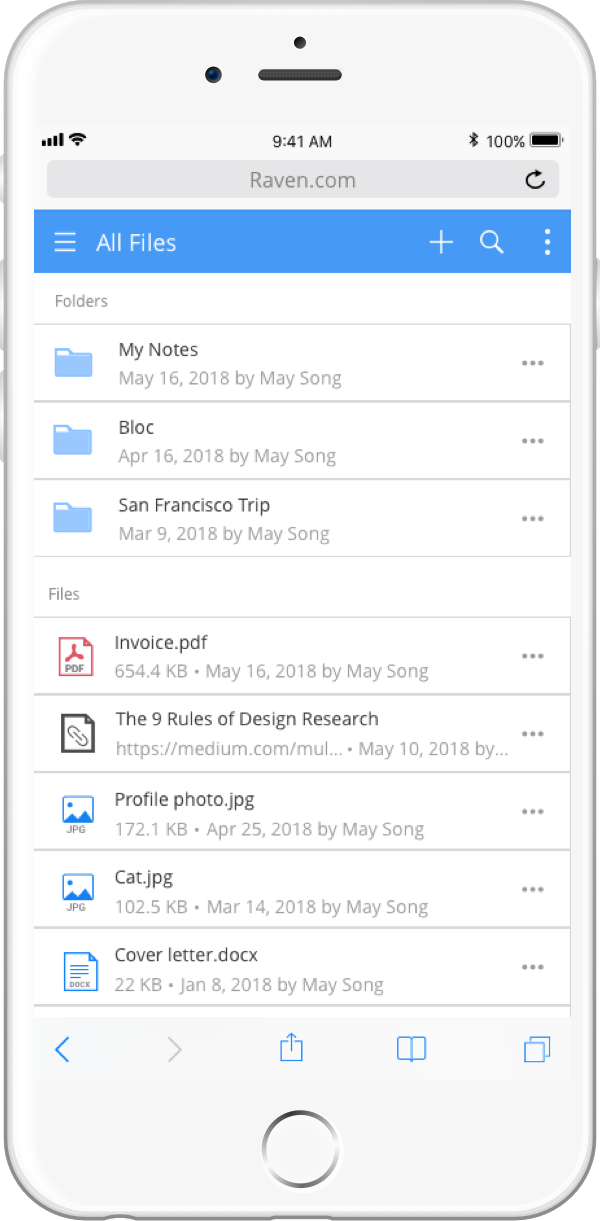 9:41 AM 100%
Raven.com
All Files
Folders
My Notes
May 16, 2018 by May Song
Bloc
Apr 16, 2018 by May Song
San Francisco Trip
Mar 9, 2018 by May Song
Files
Invoice.pdf
654.4 KB • May 16, 2018 by May Song
PDF
The 9 Rules of Design Research
https://medium.com/mul... • May 10, 2018 by...
Profile photo.jpg
172.1 KB • Apr 25, 2018 by May Song
JPG
Cat.jpg
102.5 KB • Mar 14, 2018 by May Song
JPG
Cover letter.docx
22 KB • Jan 8, 2018 by May Song
DOCX